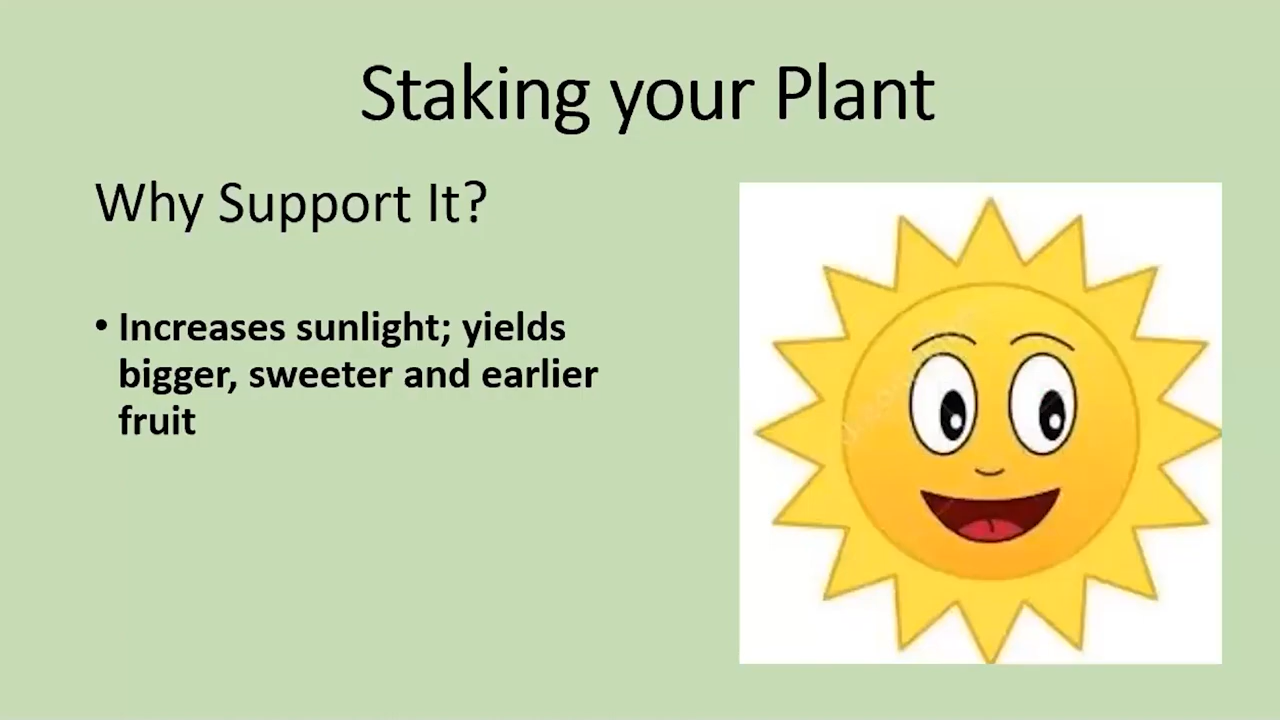 Staking your Plant
Why Support It?
• Increases sunlight; yields
bigger, sweeter and earlier
fruit